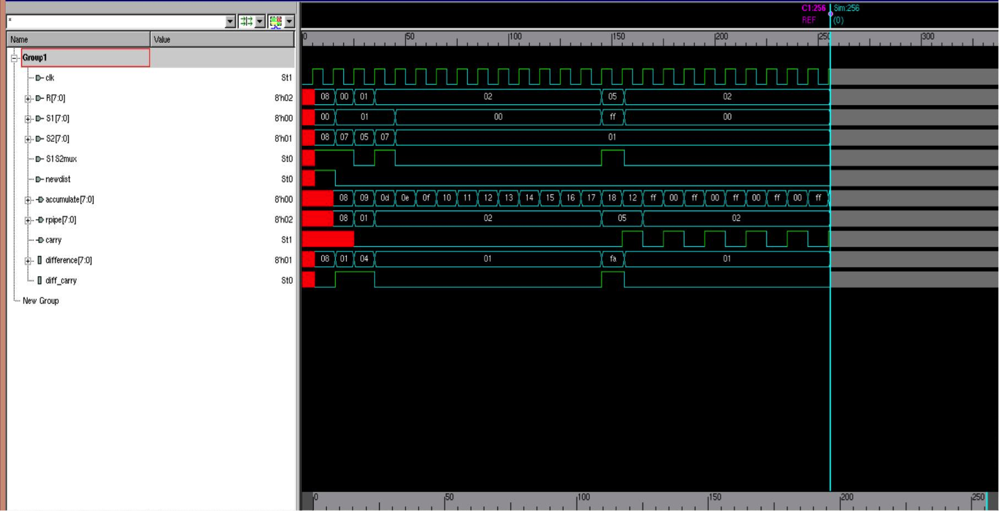 C1:256 Sim:256
* REF (0)
Name Value 0 50 100 150 200 250 300
Group1
clk St1
R[7:0] 8'h02 08 00 01 02 05 02
S1[7:0] 8'h00 00 01 00 ff 00
S2[7:0] 8'h01 08 07 05 07 01
S1S2mux St0
newdist St0
accumulate[7:0] 8'h00 08 09 0d 0e 0f 10 11 12 13 14 15 16 17 18 12 ff 00 ff 00 ff 00 ff 00 ff
rpipe[7:0] 8'h02 08 01 02 05 02
carry St1
difference[7:0] 8'h01 08 01 04 01 fa 01
diff_carry St0
New Group
0 50 100 150 200 250